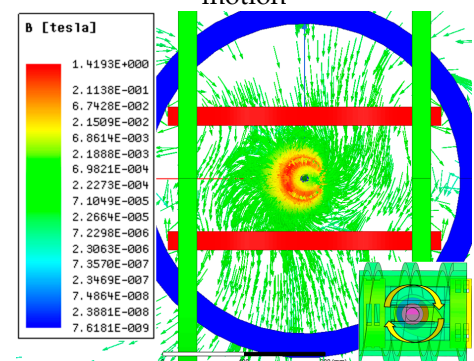 motion
B [tesla]
1.4193E+000
2.1138E-001
6.7428E-002
2.1509E-002
6.8614E-003
2.1888E-003
6.9821E-004
2.2273E-004
7.1049E-005
2.2664E-005
7.2298E-006
2.3063E-006
7.3570E-007
2.3469E-007
7.4864E-008
2.3881E-008
7.6181E-009